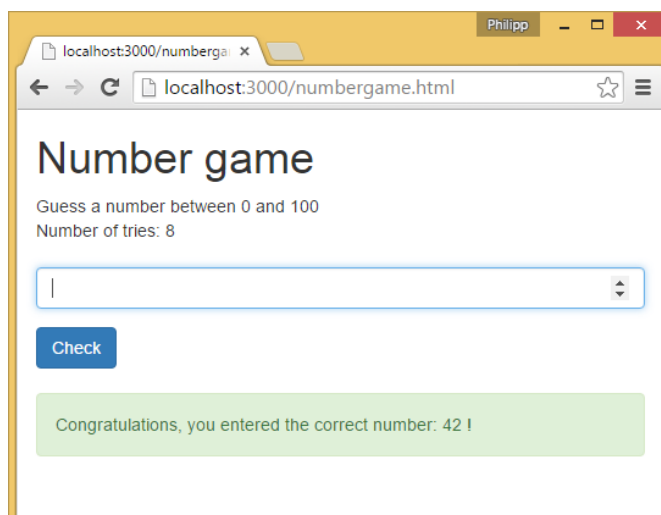 Philipp
localhost:3000/numberga
localhost:3000/numbergame.html
Number game
Guess a number between 0 and 100
Number of tries: 8
Check
Congratulations, you entered the correct number: 42 !